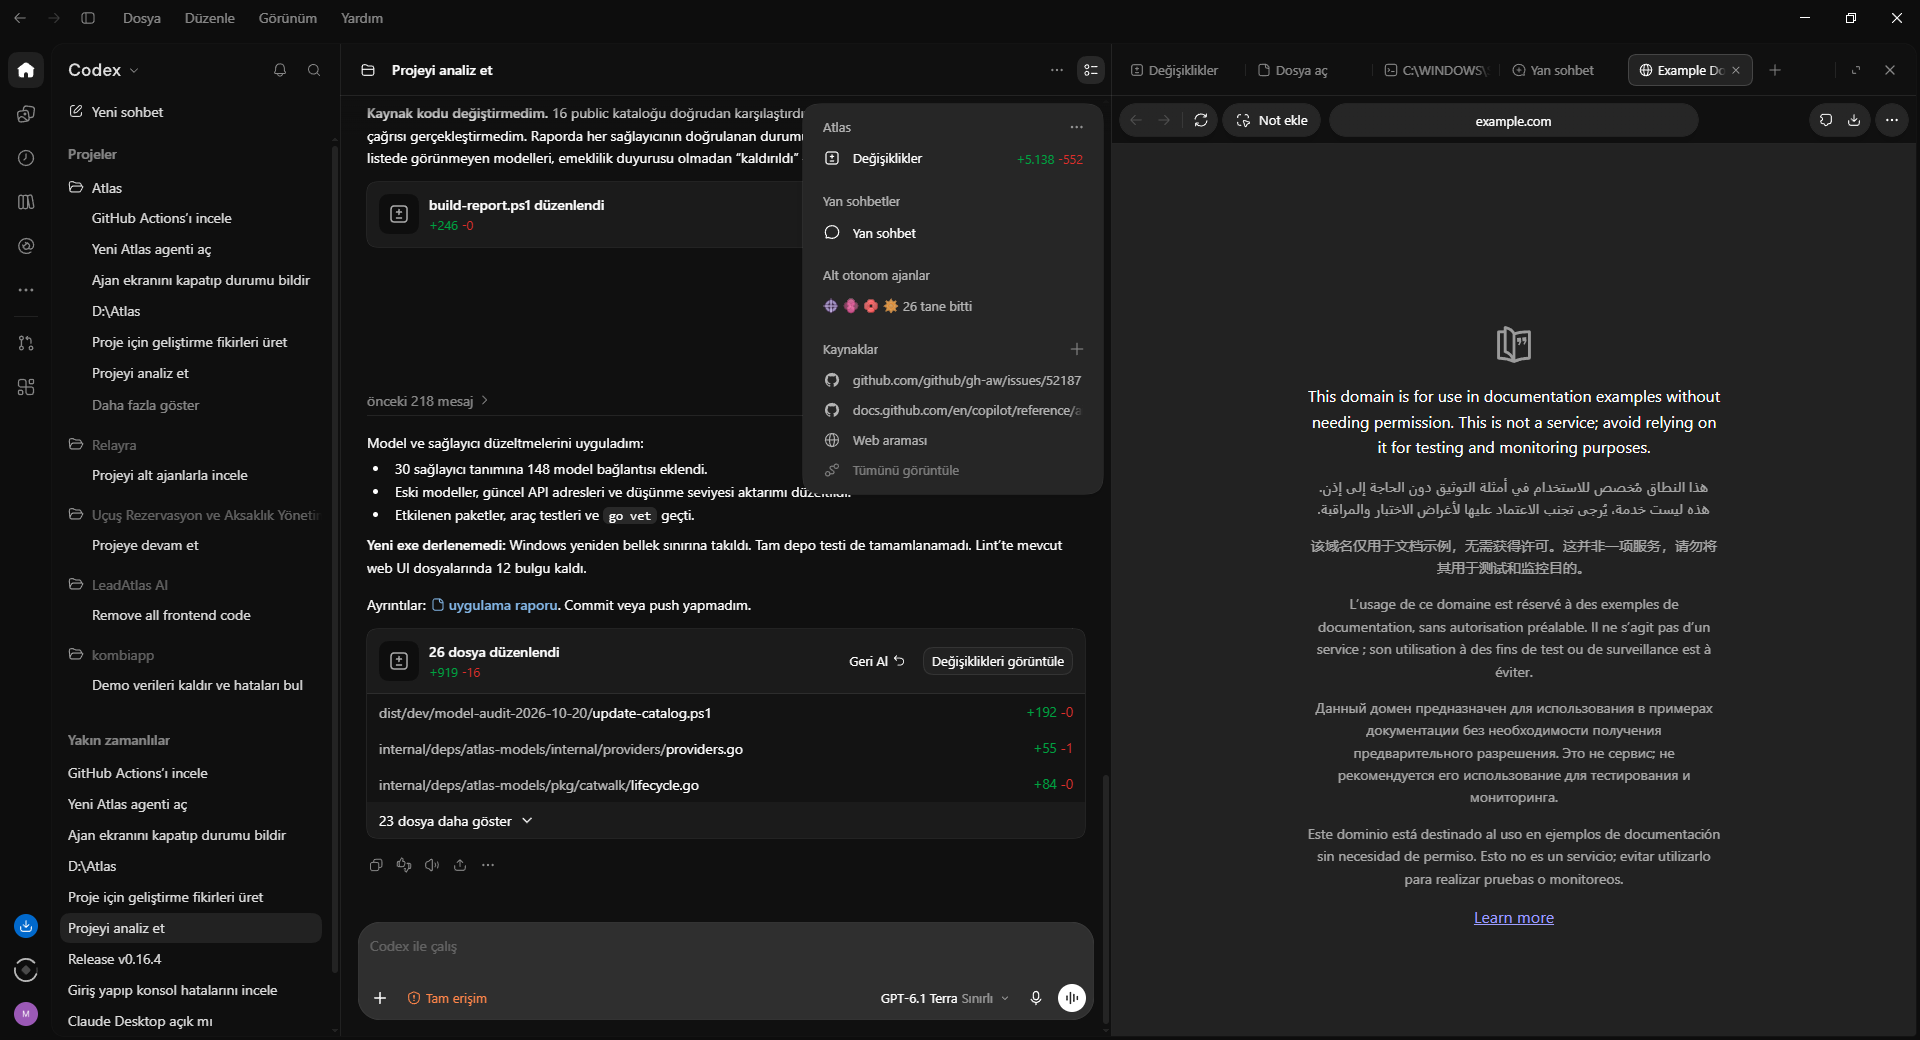 Dosya
Düzenle
Görünüm
Yardım
Codex
Yeni sohbet
Projeler
Atlas
GitHub Actions'ı incele
Yeni Atlas agenti aç
Ajan ekranını kapatıp durumu bildir
D:\Atlas
Proje için geliştirme fikirleri üret
Projeyi analiz et
Daha fazla göster
Relayra
Projeyi alt ajanlarla incele
Uçuş Rezervasyon ve Aksaklık Yöneti
Projeye devam et
LeadAtlas AI
Remove all frontend code
kombiapp
Demo verileri kaldır ve hataları bul
Yakın zamanlılar
GitHub Actions'ı incele
Yeni Atlas agenti aç
Ajan ekranını kapatıp durumu bildir
D:\Atlas
Proje için geliştirme fikirleri üret
Projeyi analiz et
Release v0.16.4
Giriş yapıp konsol hatalarını incele
Claude Desktop açık mı
M
Projeyi analiz et
Kaynak kodu değiştirmedim. 16 public kataloğu doğrudan karşılaştırdı
çağrısı gerçekleştirmedim. Raporda her sağlayıcının doğrulanan durumu
listede görünmeyen modelleri, emeklilik duyurusu olmadan “kaldırıldı”
build-report.ps1 düzenlendi
+246 -0
önceki 218 mesaj
Model ve sağlayıcı düzeltmelerini uyguladım:
• 30 sağlayıcı tanımına 148 model bağlantısı eklendi.
• Eski modeller, güncel API adresleri ve düşünme seviyesi aktarımı düzeltildi.
• Etkilenen paketler, araç testleri ve go vet geçti.
Yeni exe derlenemedi: Windows yeniden bellek sınırına takıldı. Tam depo testi de tamamlanamadı. Lint'te mevcut
web UI dosyalarında 12 bulgu kaldı.
Ayrıntılar: uygulama raporu. Commit veya push yapmadım.
26 dosya düzenlendi
+919 -16
Geri Al
Değişiklikleri görüntüle
dist/dev/model-audit-2026-10-20/update-catalog.ps1 +192 -0
internal/deps/atlas-models/internal/providers/providers.go +55 -1
internal/deps/atlas-models/pkg/catwalk/lifecycle.go +84 -0
23 dosya daha göster
Codex ile çalış
Tam erişim
GPT-6.1 Terra Sınırlı
Atlas
Değişiklikler +5.138 -552
Yan sohbetler
Yan sohbet
Alt otonom ajanlar
26 tane bitti
Kaynaklar
github.com/github/gh-aw/issues/52187
docs.github.com/en/copilot/reference/a
Web araması
Tümünü görüntüle
Değişiklikler
Dosya aç
C:\WINDOWS\
Yan sohbet
Example Do
Not ekle
example.com
This domain is for use in documentation examples without
needing permission. This is not a service; avoid relying on
it for testing and monitoring purposes.
هذا النطاق مُخصص للاستخدام في أمثلة التوثيق دون الحاجة إلى إذن.
هذه ليست خدمة، يُرجى تجنب الاعتماد عليها لأغراض الاختبار والمراقبة.
该域名仅用于文档示例，无需获得许可。这并非一项服务，请勿将
其用于测试和监控目的。
L’usage de ce domaine est réservé à des exemples de
documentation, sans autorisation préalable. Il ne s’agit pas d’un
service ; son utilisation à des fins de test ou de surveillance est à
éviter.
Данный домен предназначен для использования в примерах
документации без необходимости получения
предварительного разрешения. Это не сервис; не
рекомендуется его использование для тестирования и
мониторинга.
Este dominio está destinado al uso en ejemplos de documentación
sin necesidad de permiso. Esto no es un servicio; evitar utilizarlo
para realizar pruebas o monitoreos.
Learn more